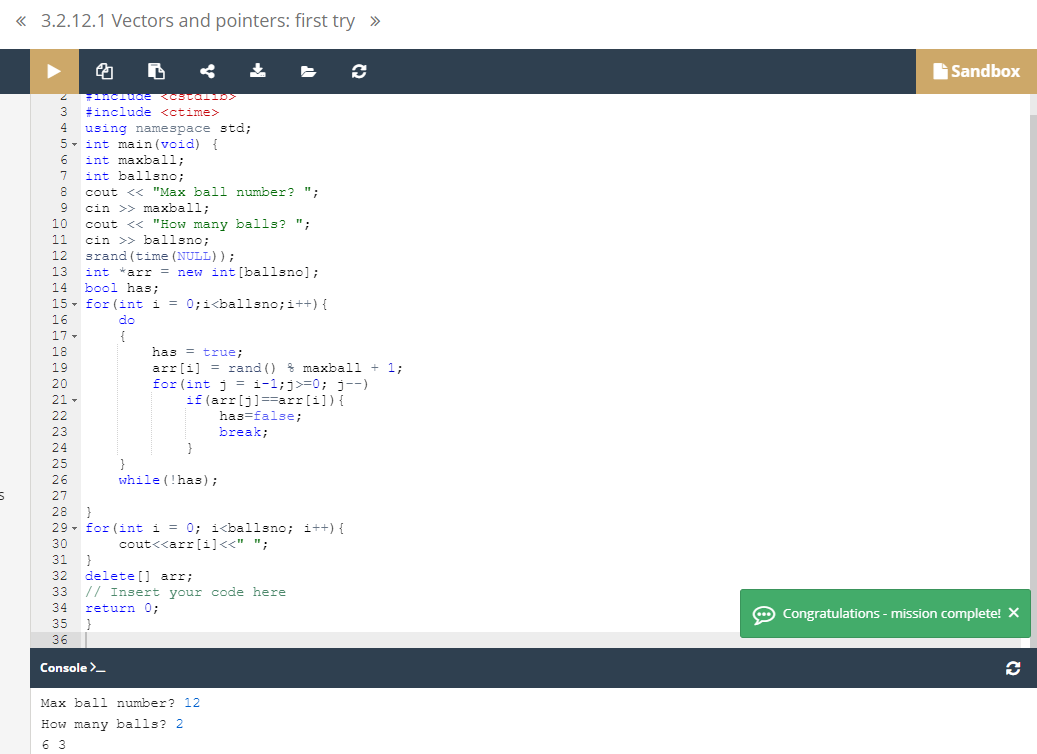 « 3.2.12.1 Vectors and pointers: first try »
Sandbox
2 #include <cstdlib>
3 #include <ctime>
4 using namespace std;
5 int main(void) {
6 int maxball;
7 int ballsno;
8 cout << "Max ball number? ";
9 cin >> maxball;
10 cout << "How many balls? ";
11 cin >> ballsno;
12 srand(time(NULL));
13 int *arr = new int[ballsno];
14 bool has;
15 for(int i = 0;i<ballsno;i++){
16 do
17 {
18 has = true;
19 arr[i] = rand() % maxball + 1;
20 for(int j = i-1;j>=0; j--)
21 if(arr[j]==arr[i]){
22 has=false;
23 break;
24 }
25 }
26 while(!has);
27
28 }
29 for(int i = 0; i<ballsno; i++){
30 cout<<arr[i]<<" ";
31 }
32 delete[] arr;
33 // Insert your code here
34 return 0;
35 }
36
s
Congratulations - mission complete! ×
Console >_
Max ball number? 12
How many balls? 2
6 3